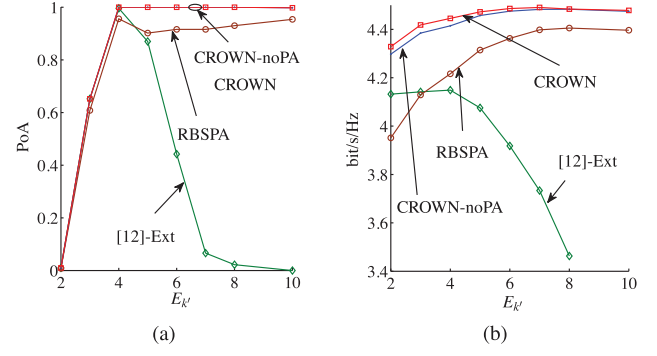 1
0.8
0.6
0.4
0.2
0
PoA
2
4
6
8
10
E_{k'}
CROWN-noPA
CROWN
RBSPA
[12]-Ext
(a)
4.4
4.2
4
3.8
3.6
3.4
bit/s/Hz
2
4
6
8
10
E_{k'}
CROWN
RBSPA
[12]-Ext
CROWN-noPA
(b)